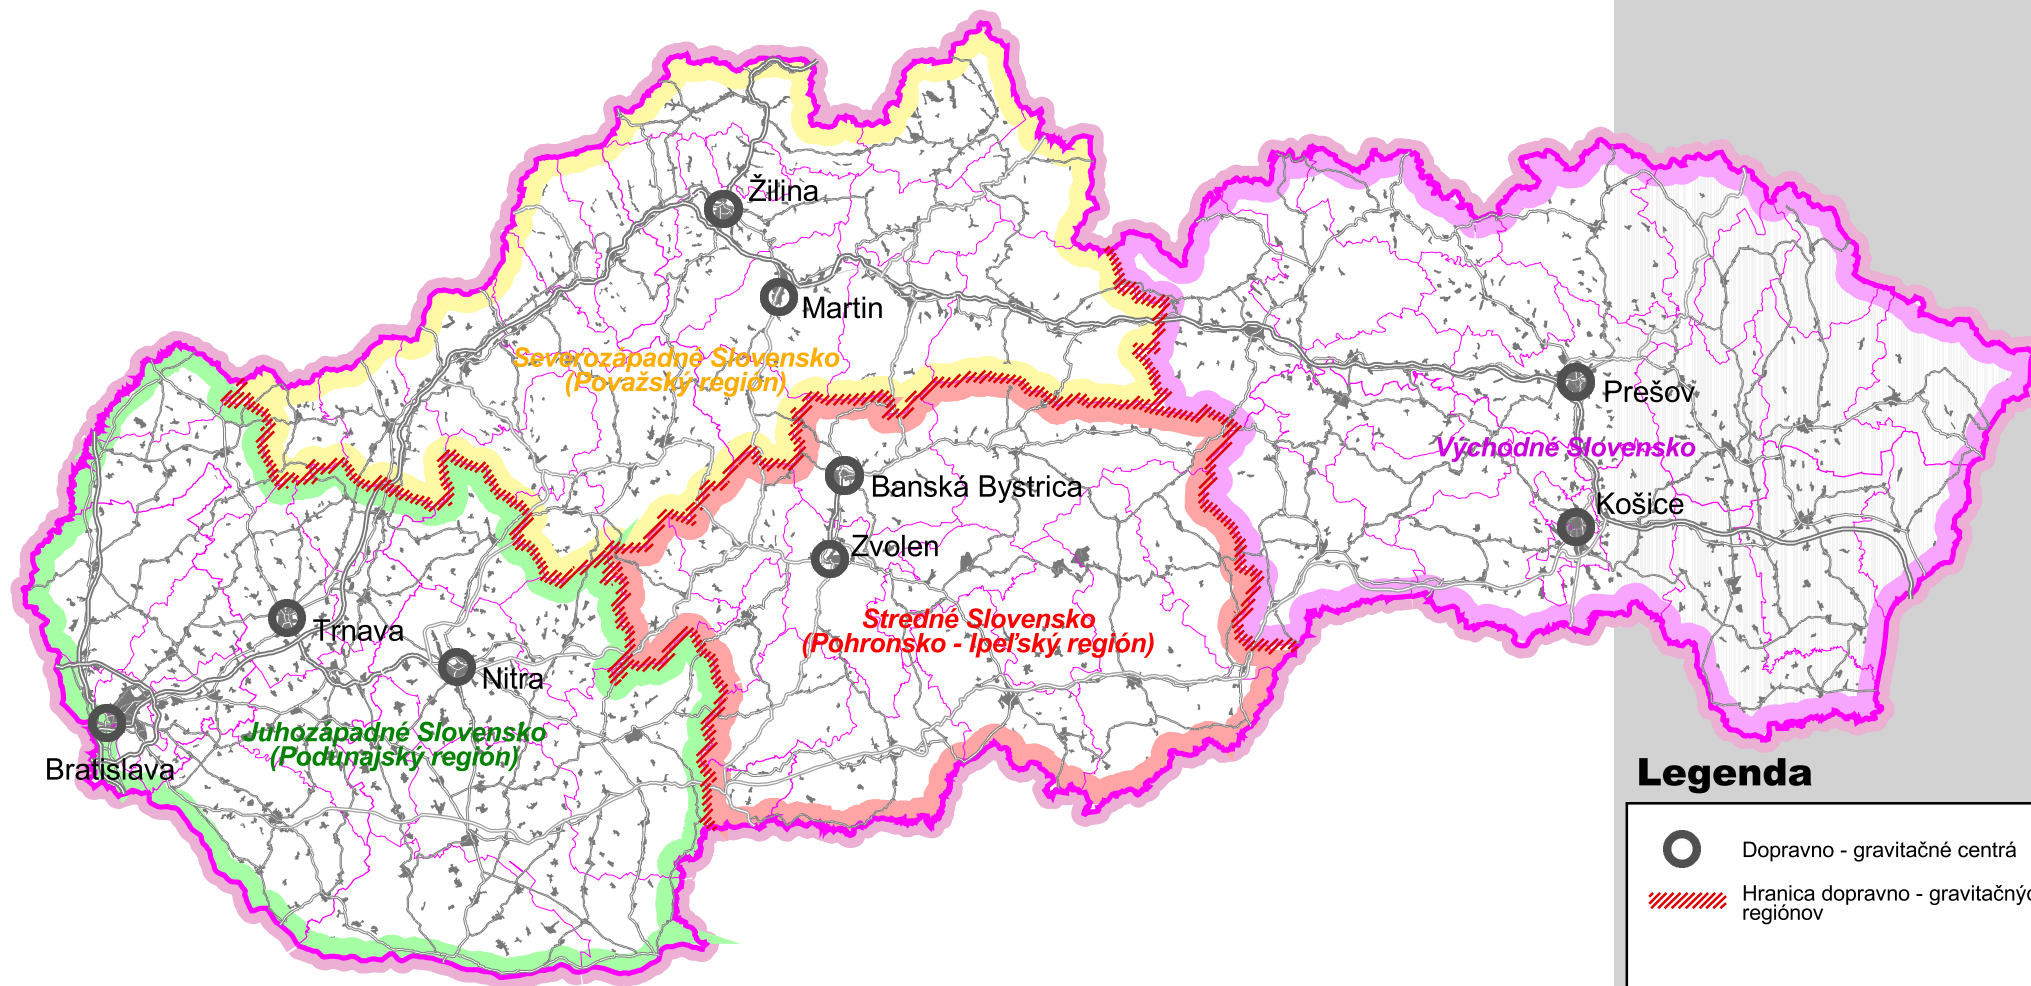 Žilina
Martin
Severozápadné Slovensko
(Považský región)
Prešov
Východné Slovensko
Banská Bystrica
Košice
Zvolen
Stredné Slovensko
(Pohronsko - Ipeľský región)
Trnava
Nitra
Juhozápadné Slovensko
(Podunajský región)
Bratislava
Legenda
Dopravno - gravitačné centrá
Hranica dopravno - gravitačných
regiónov